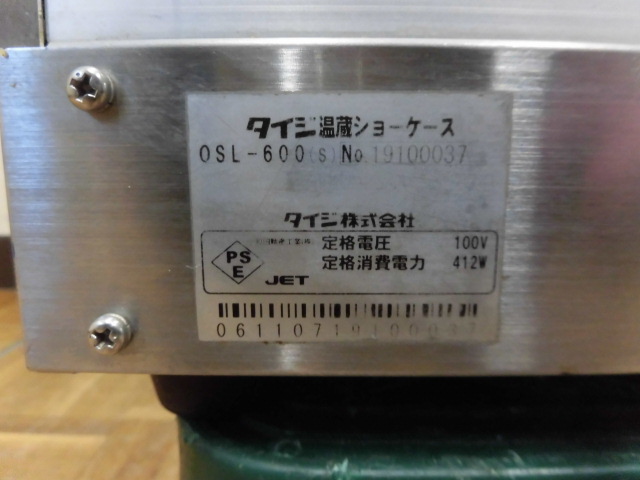 タイジ温蔵ショーケース
OSL-600(S) No 19100037
タイジ株式会社
定格電圧 100V
PS
E
定格消費電力 412W
JET
0611071910037